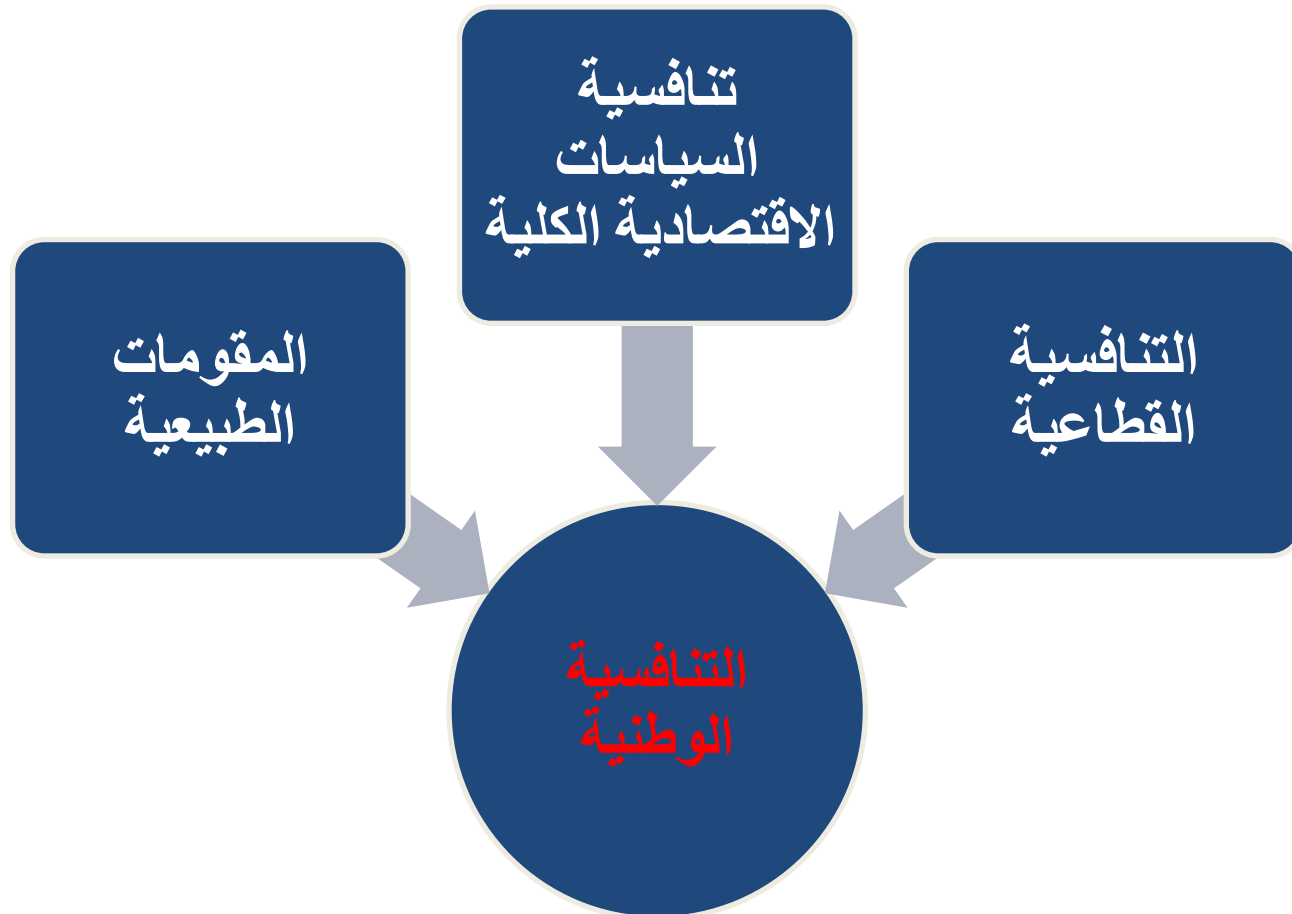 تنافسية
السياسات
الاقتصادية الكلية
التنافسية
القطاعية
المقومات
الطبيعية
التنافسية
الوطنية